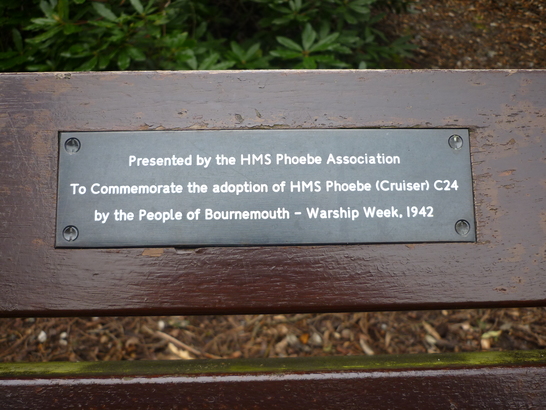 Presented by the HMS Phoebe Association
To Commemorate the adoption of HMS Phoebe (Cruiser) C24
by the People of Bournemouth - Warship Week, 1942